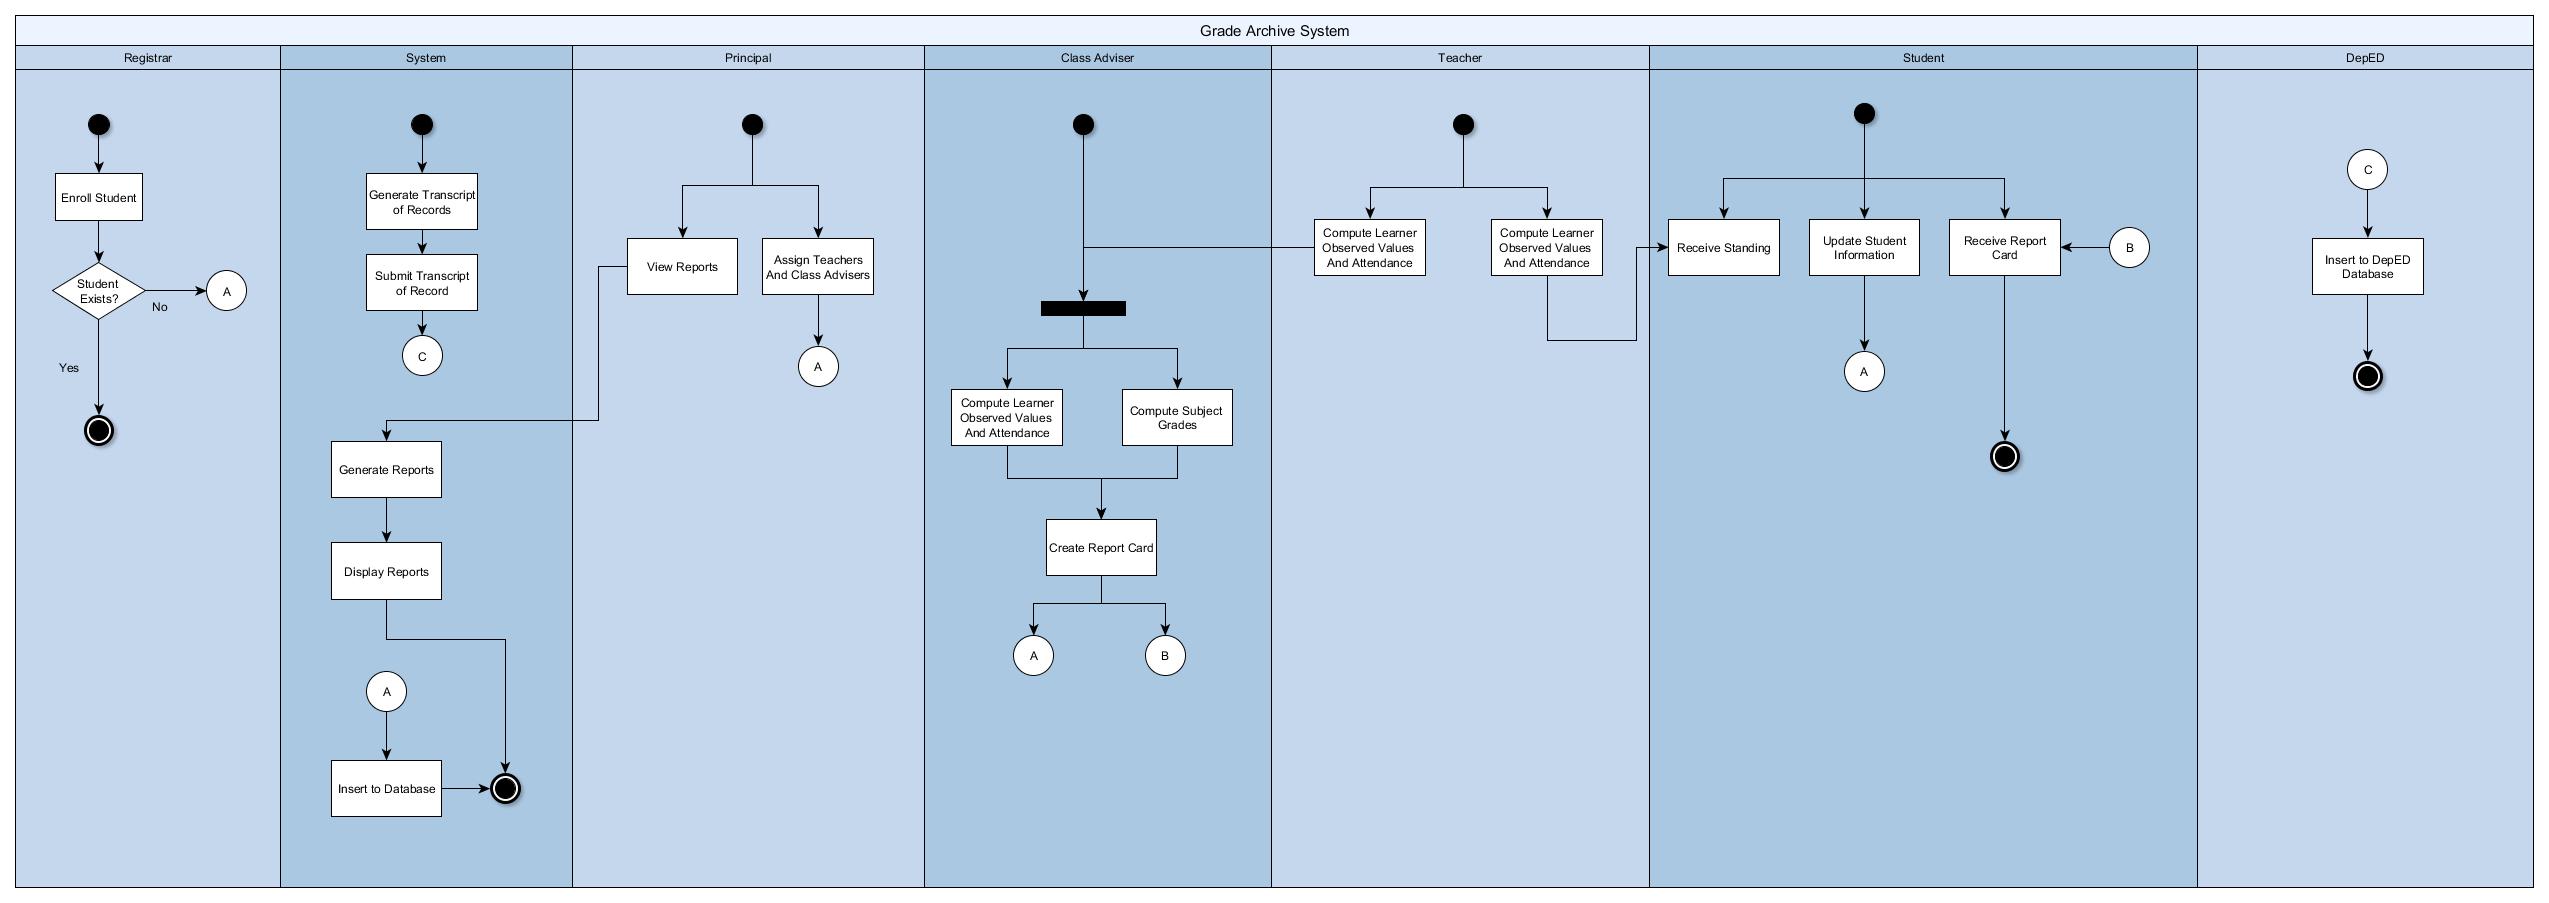 Grade Archive System
Registrar
System
Principal
Class Adviser
Teacher
Student
DepED
Enroll Student
Student
Exists?
No
A
Yes
Generate Transcript
of Records
Submit Transcript
of Record
C
Generate Reports
Display Reports
A
Insert to Database
View Reports
Assign Teachers
And Class Advisers
A
Compute Learner
Observed Values
And Attendance
Compute Subject
Grades
Create Report Card
A
B
Compute Learner
Observed Values
And Attendance
Compute Learner
Observed Values
And Attendance
Receive Standing
Update Student
Information
A
Receive Report
Card
B
C
Insert to DepED
Database